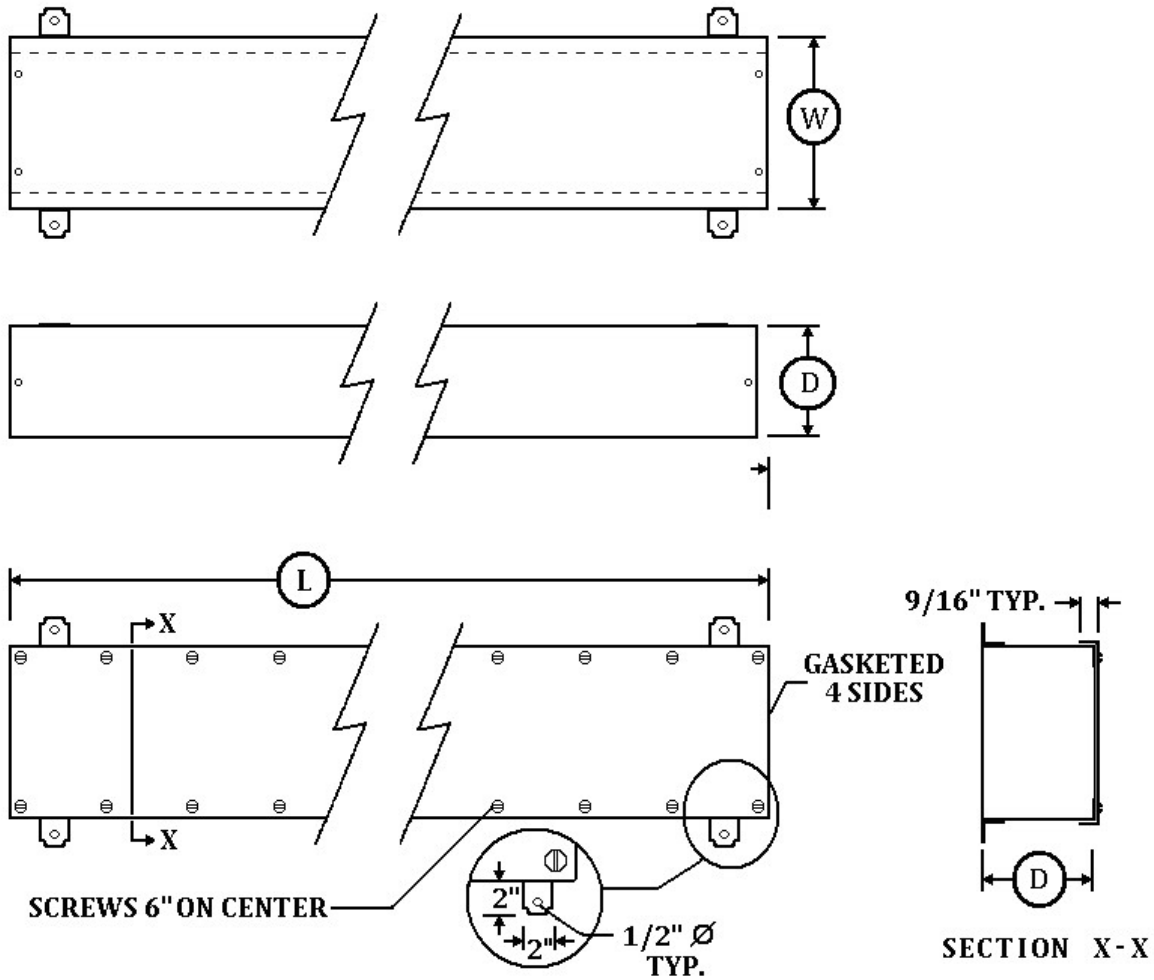 W
D
L
X
9/16" TYP.
GASKETED
4 SIDES
X
SCREWS 6" ON CENTER
2"
2"
1/2" Ø
TYP.
D
SECTION X-X